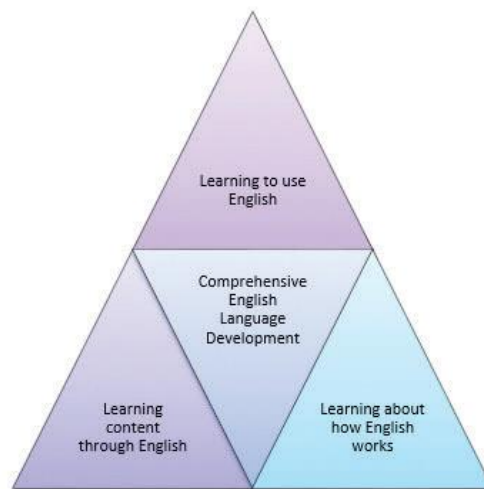 Learning to use
English
Comprehensive
English
Language
Development
Learning
content
through English
Learning about
how English
works